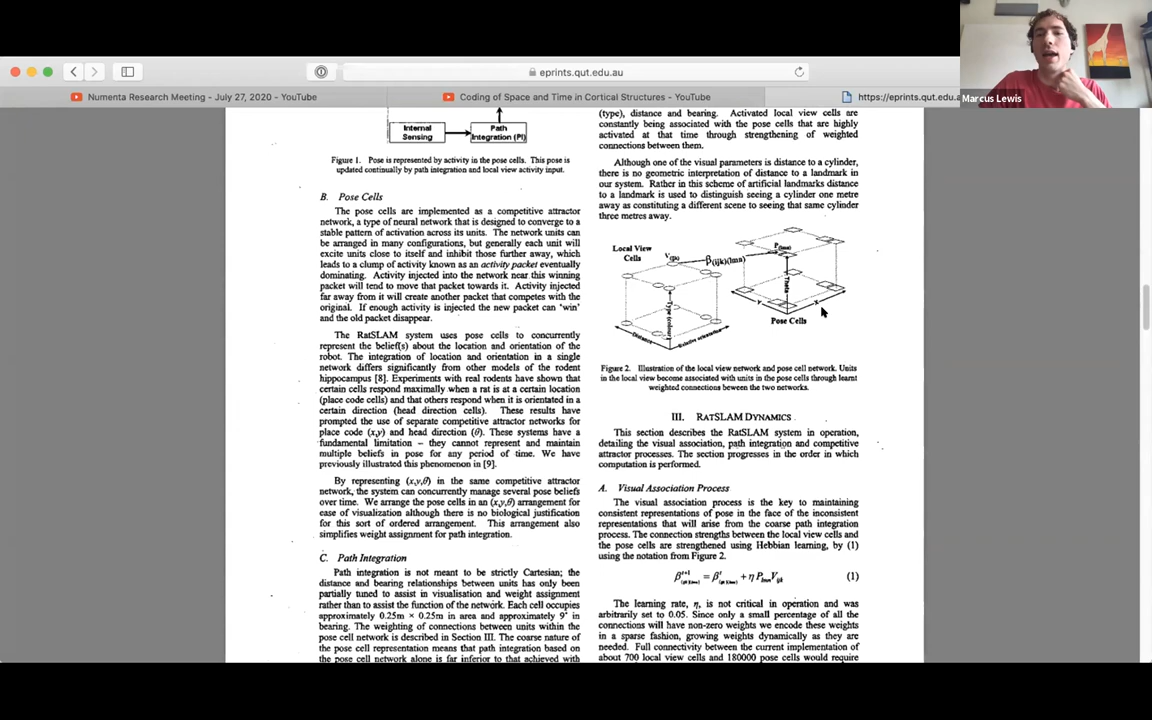 eprints.qut.edu.au
Numenta Research Meeting - July 27, 2020 - YouTube
Coding of Space and Time in Cortical Structures - YouTube
https://eprints.qut.edu.a
Marcus Lewis
Internal
Sensing
Path
Integration (PI)
Figure 1. Pose is represented by activity in the pose cells. This pose is
updated continually by path integration and local view activity input.
B. Pose Cells
The pose cells are implemented as a competitive attractor
network, a type of neural network that is designed to converge to a
stable pattern of activation across its units. The network units can
be arranged in many configurations, but generally each unit will
excite units close to itself and inhibit those further away, which
leads to a clump of activity known as an activity packet eventually
dominating. Activity injected into the network near this winning
packet will tend to move that packet towards it. Activity injected
far away from it will create another packet that competes with the
original. If enough activity is injected the new packet can 'win'
and the old packet disappear.
The RatSLAM system uses pose cells to concurrently
represent the belief(s) about the location and orientation of the
robot. The integration of location and orientation in a single
network differs significantly from other models of the rodent
hippocampus [8]. Experiments with real rodents have shown that
certain cells respond maximally when a rat is at a certain location
(place code cells) and that others respond when it is orientated in a
certain direction (head direction cells). These results have
prompted the use of separate competitive attractor networks for
place code (x,y) and head direction (θ). These systems have a
fundamental limitation – they cannot represent and maintain
multiple beliefs in pose for any period of time. We have
previously illustrated this phenomenon in [9].
By representing (x,y,θ) in the same competitive attractor
network, the system can concurrently manage several pose beliefs
over time. We arrange the pose cells in an (x,y,θ) arrangement for
ease of visualization although there is no biological justification
for this sort of ordered arrangement. This arrangement also
simplifies weight assignment for path integration.
C. Path Integration
Path integration is not meant to be strictly Cartesian; the
distance and bearing relationships between units has only been
partially tuned to assist in visualisation and weight assignment
rather than to assist the function of the network. Each cell occupies
approximately 0.25m × 0.25m in area and approximately 9° in
bearing. The weighting of connections between units within the
pose cell network is described in Section III. The coarse nature of
the pose cell representation means that path integration based on
the pose cell network alone is far inferior to that achieved with
(type), distance and bearing. Activated local view cells are
constantly being associated with the pose cells that are highly
activated at that time through strengthening of weighted
connections between them.
Although one of the visual parameters is distance to a cylinder,
there is no geometric interpretation of distance to a landmark in
our system. Rather in this scheme of artificial landmarks distance
to a landmark is used to distinguish seeing a cylinder one metre
away as constituting a different scene to seeing that same cylinder
three metres away.
Local View
Cells
V(ijk)
β(ijk)(lmn)
P(lmn)
Type (colour)
Distance
Relative orientation
Theta
Y
X
Pose Cells
Figure 2. Illustration of the local view network and pose cell network. Units
in the local view become associated with units in the pose cells through learnt
weighted connections beween the two networks.
III. RATSLAM DYNAMICS
This section describes the RatSLAM system in operation,
detailing the visual association, path integration and competitive
attractor processes. The section progresses in the order in which
computation is performed.
A. Visual Association Process
The visual association process is the key to maintaining
consistent representations of pose in the face of the inconsistent
representations that will arise from the coarse path integration
process. The connection strengths between the local view cells and
the pose cells are strengthened using Hebbian learning, by (1)
using the notation from Figure 2.
(1)
The learning rate, η, is not critical in operation and was
arbitrarily set to 0.05. Since only a small percentage of all the
connections will have non-zero weights we encode these weights
in a sparse fashion, growing weights dynamically as they are
needed. Full connectivity between the current implementation of
about 700 local view cells and 180000 pose cells would require